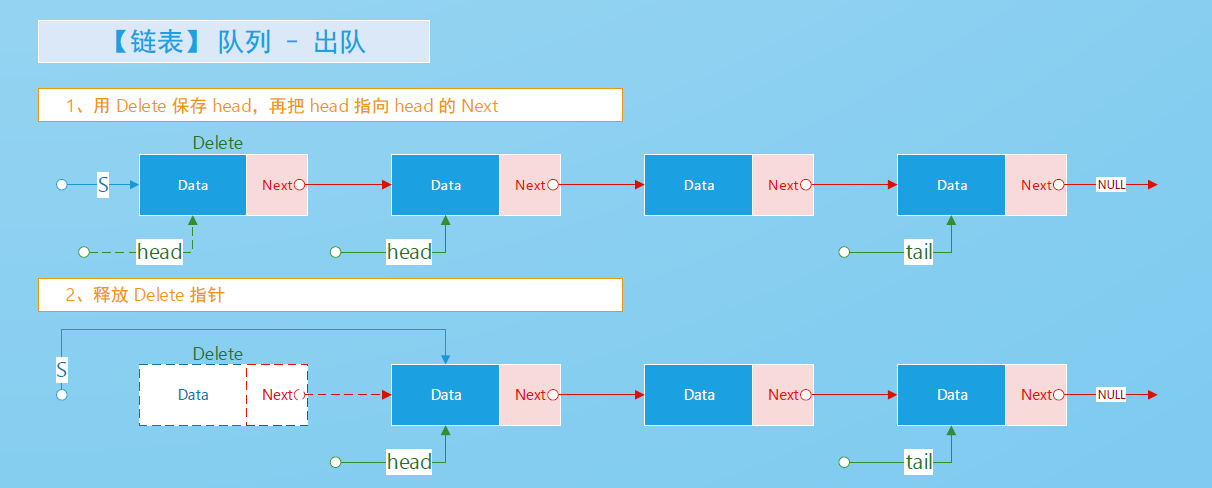 【链表】 队列 - 出队
1、用 Delete 保存 head，再把 head 指向 head 的 Next
Delete
S Data Next Data Next Data Next Data Next NULL
head head tail
2、释放 Delete 指针
Delete
S
Data Next Data Next Data Next Data Next NULL
head tail